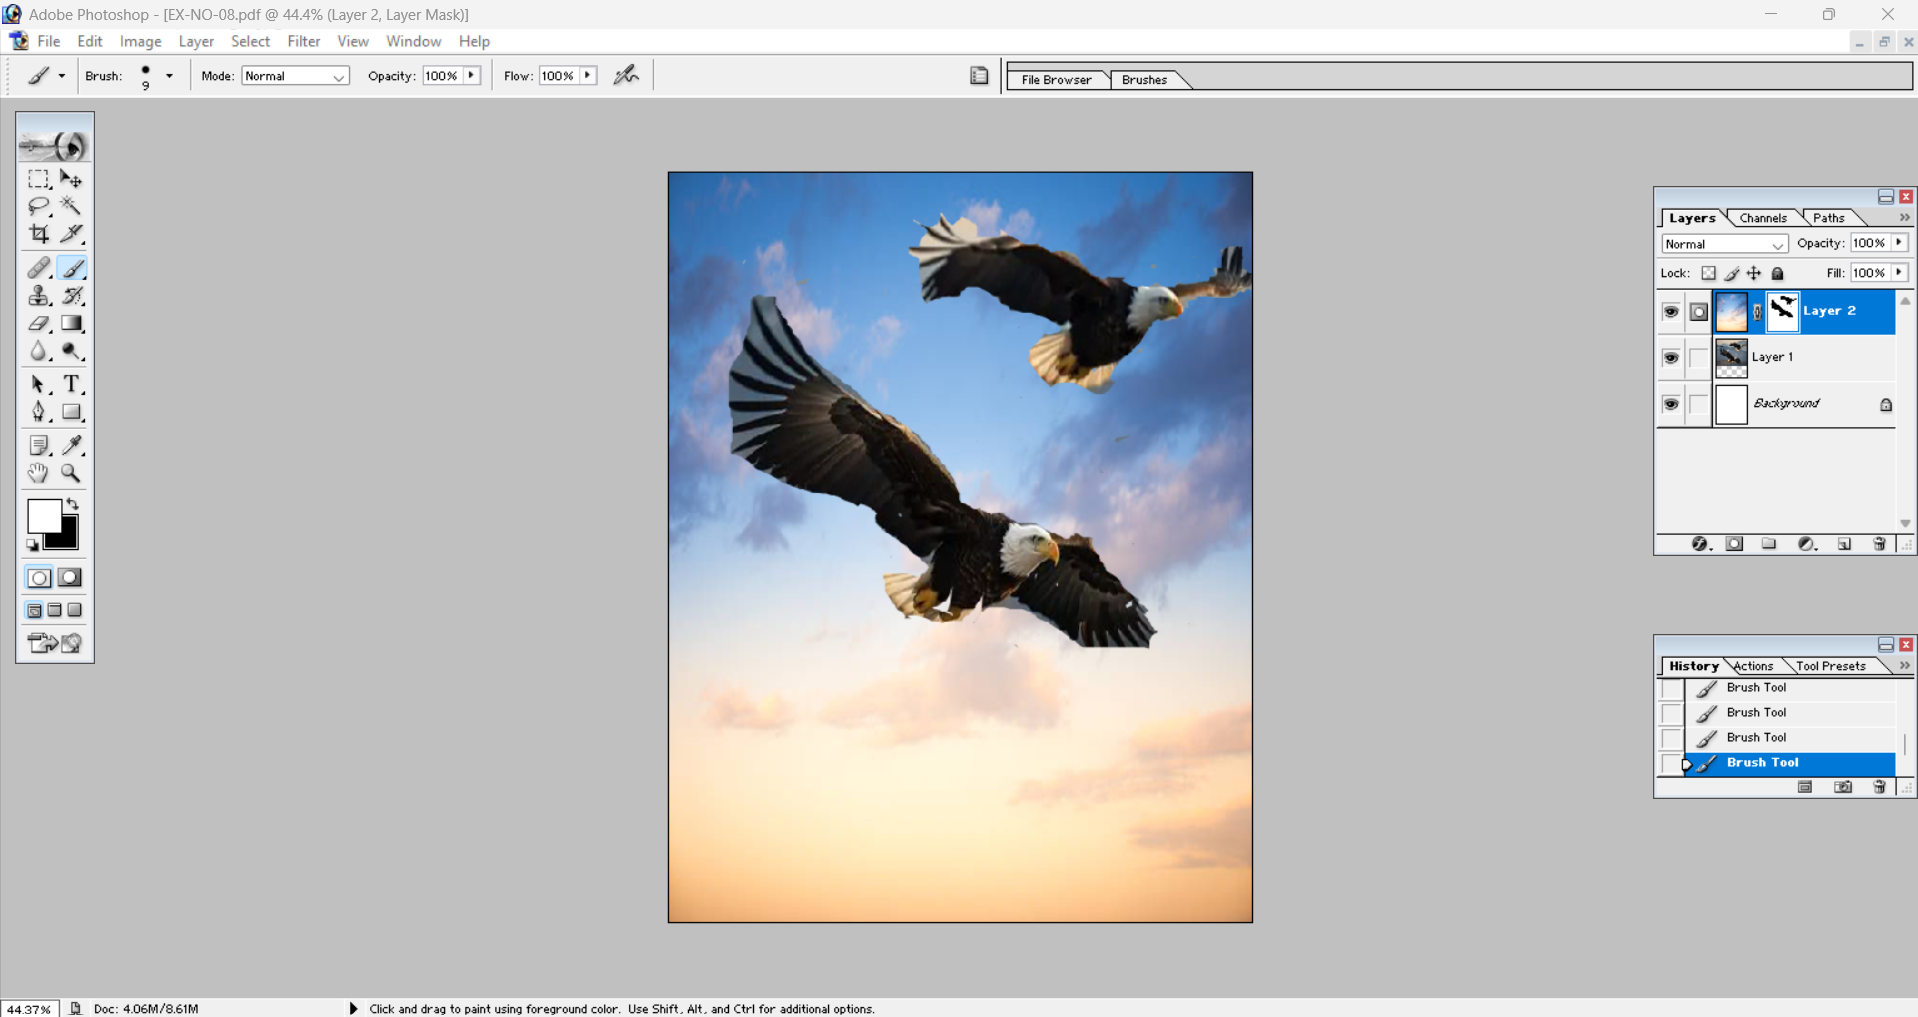 Adobe Photoshop - [EX-NO-08.pdf @ 44.4% (Layer 2, Layer Mask)]
File Edit Image Layer Select Filter View Window Help
Brush: 9 Mode: Normal Opacity: 100% Flow: 100% File Browser Brushes
Layers Channels Paths
Normal Opacity: 100%
Lock: Fill: 100%
Layer 2
Layer 1
Background
T
History Actions Tool Presets
Brush Tool
Brush Tool
Brush Tool
Brush Tool
44.37% Doc: 4.06M/8.61M Click and drag to paint using foreground color. Use Shift, Alt, and Ctrl for additional options.